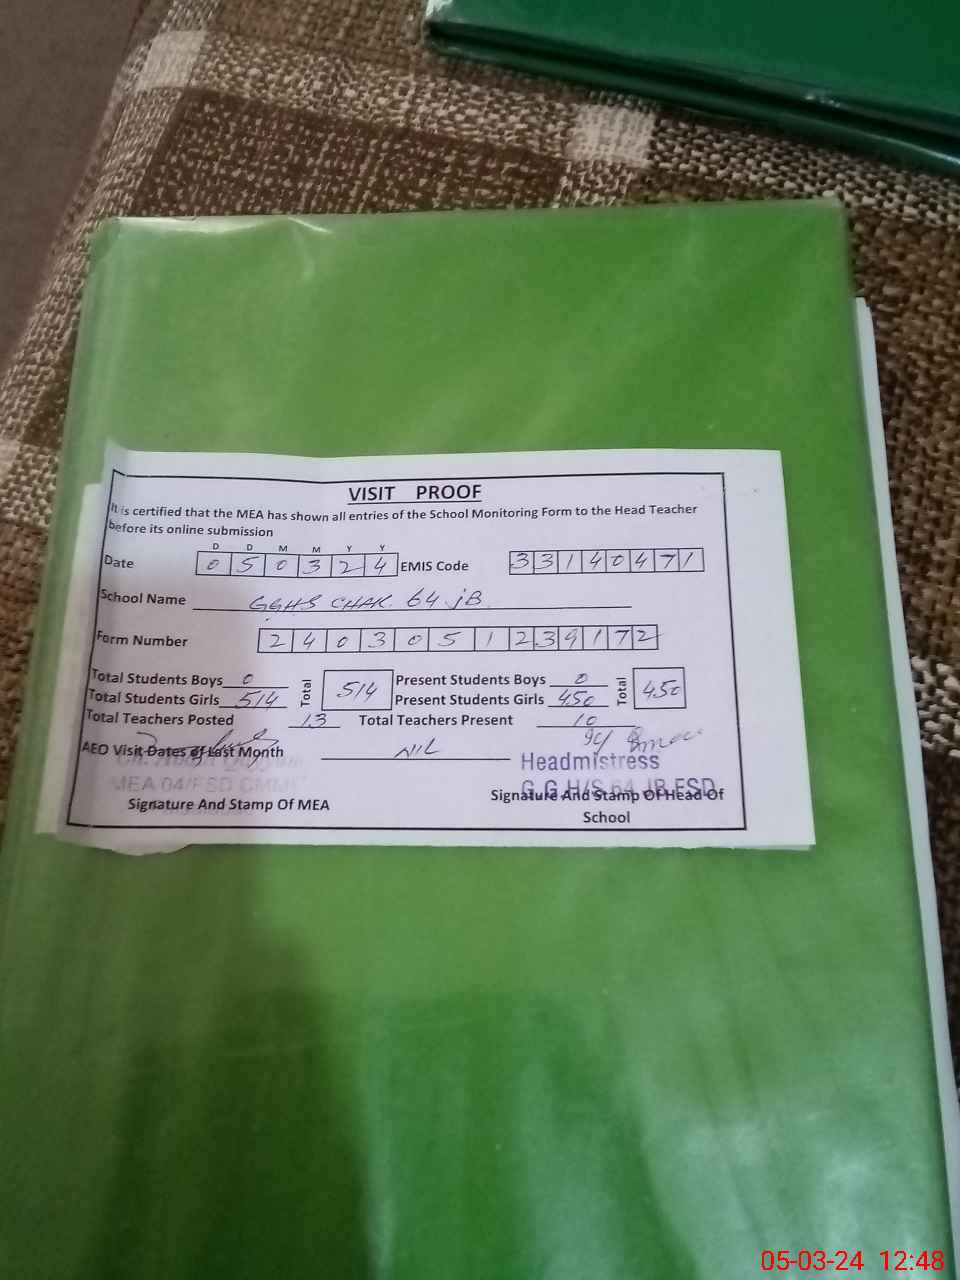 VISIT PROOF
It is certified that the MEA has shown all entries of the School Monitoring Form to the Head Teacher
before its online submission
D D M M Y Y
Date 0 5 0 3 2 4 EMIS Code 3 3 1 4 0 4 7 1
School Name GGHS CHAK. 64 JB
Form Number 2 4 0 3 0 5 1 2 3 9 1 7 2
Total Students Boys 0 Present Students Boys 0
Total 514 Total 450
Total Students Girls 514 Present Students Girls 450
Total Teachers Posted 13 Total Teachers Present 10
AEO Visit Dates of Last Month NIL
Headmistress
MEA 04/FSD
G.G.H/S 64 JB FSD
Signature And Stamp Of MEA Signature And Stamp Of Head Of
School
05-03-24 12:48